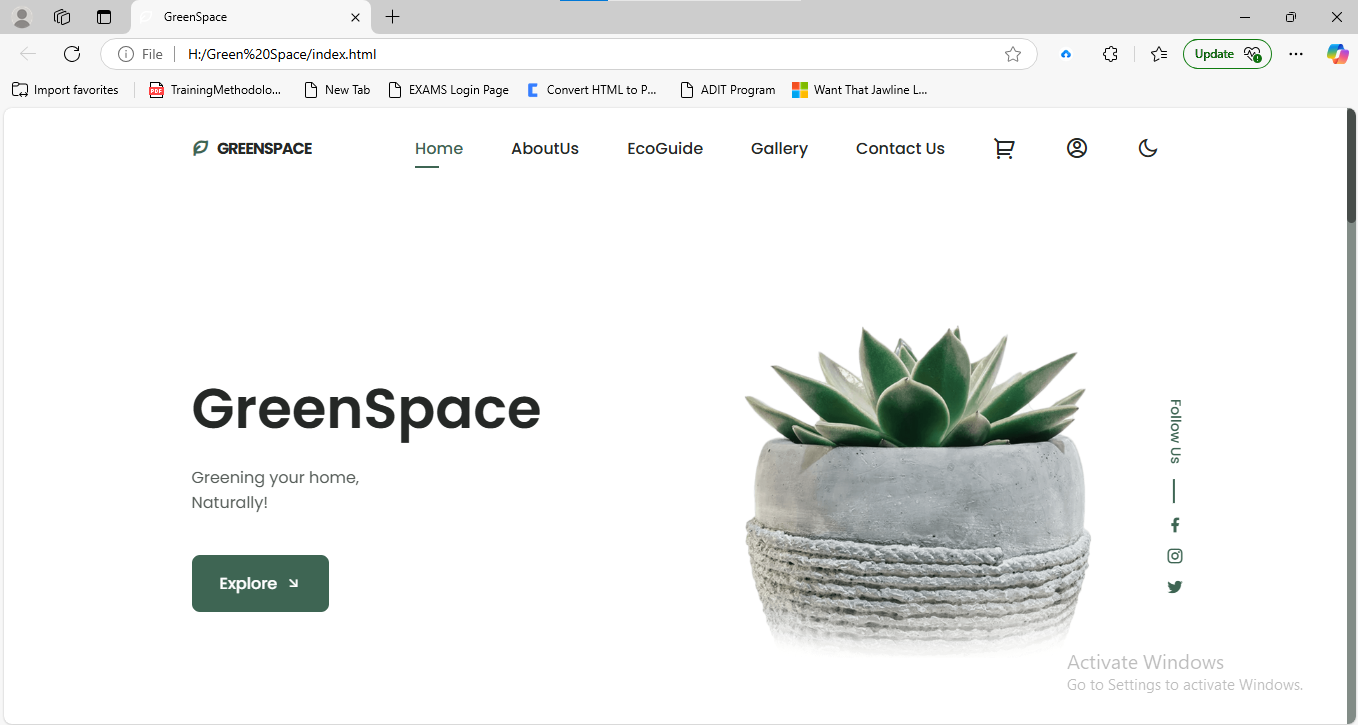 GreenSpace
File
H:/Green%20Space/index.html
Update
Import favorites
PDF
TrainingMethodolo...
New Tab
EXAMS Login Page
Convert HTML to P...
ADIT Program
Want That Jawline L...
GREENSPACE
Home
AboutUs
EcoGuide
Gallery
Contact Us
GreenSpace
Greening your home,
Naturally!
Explore
Follow Us
Activate Windows
Go to Settings to activate Windows.